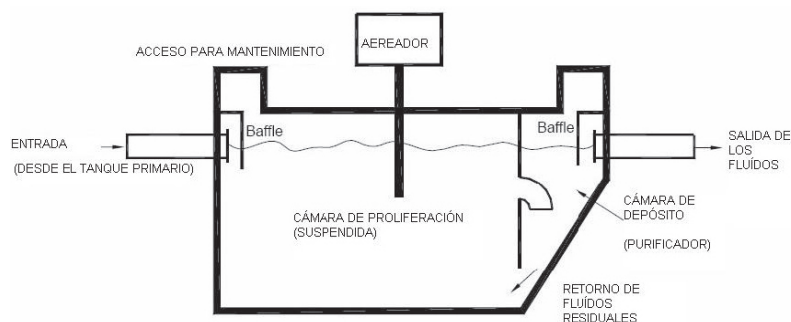 ACCESO PARA MANTENIMIENTO
AEREADOR
Baffle
Baffle
ENTRADA
(DESDE EL TANQUE PRIMARIO)
SALIDA DE
LOS
FLUÍDOS
CÁMARA DE PROLIFERACIÓN
(SUSPENDIDA)
CÁMARA DE
DEPÓSITO
(PURIFICADOR)
RETORNO DE
FLUÍDOS
RESIDUALES